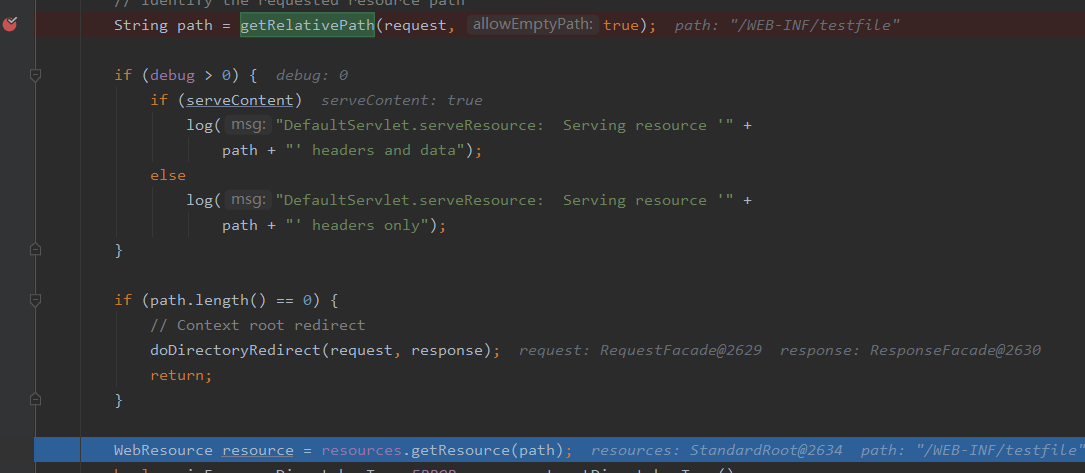 // Identify the requested resource path
String path = getRelativePath(request, allowEmptyPath: true); path: "/WEB-INF/testfile"
if (debug > 0) { debug: 0
if (serveContent) serveContent: true
log( msg: "DefaultServlet.serveResource: Serving resource '" +
path + "' headers and data");
else
log( msg: "DefaultServlet.serveResource: Serving resource '" +
path + "' headers only");
}
if (path.length() == 0) {
// Context root redirect
doDirectoryRedirect(request, response); request: RequestFacade@2629 response: ResponseFacade@2630
return;
}
WebResource resource = resources.getResource(path); resources: StandardRoot@2634 path: "/WEB-INF/testfile"